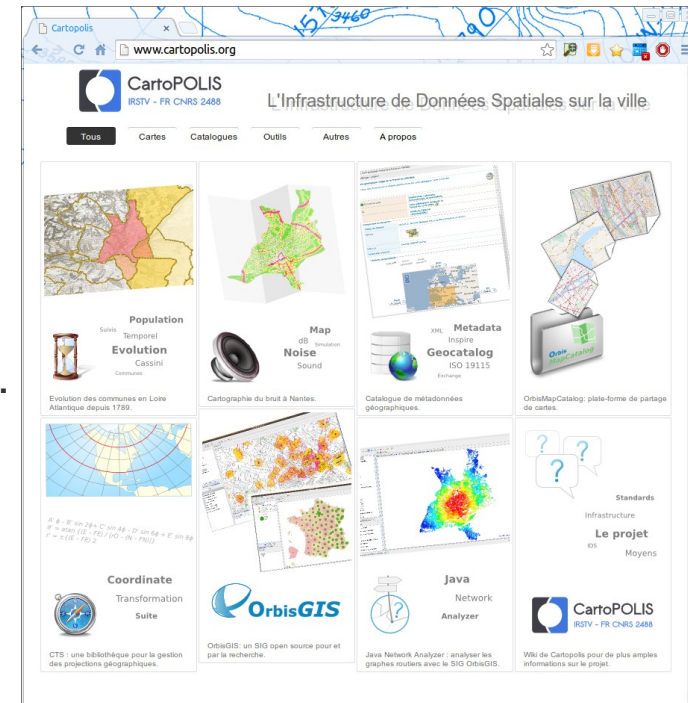 3460
Cartopolis
www.cartopolis.org
CartoPOLIS
IRSTV - FR CNRS 2488
L'Infrastructure de Données Spatiales sur la ville
Tous Cartes Catalogues Outils Autres A propos
Population
Suivis Temporel
Evolution
Cassini
Communes
Evolution des communes en Loire
Atlantique depuis 1789.
Map
dB Simulation
Noise
Sound
Cartographie du bruit à Nantes.
XML Metadata
Inspire
Geocatalog
ISO 19115
Exchange
Catalogue de métadonnées
géographiques.
Orbis
MapCatalog
OrbisMapCatalog: plate-forme de partage
de cartes.
Coordinate
Transformation
Suite
CTS : une bibliothèque pour la gestion
des projections géographiques.
OrbisGIS
OrbisGIS: un SIG open source pour et
par la recherche.
Java
Network
Analyzer
Java Network Analyzer : analyser les
graphes routiers avec le SIG OrbisGIS.
? ?
?
Standards
Infrastructure
Le projet
IDS
Moyens
CartoPOLIS
IRSTV - FR CNRS 2488
Wiki de Cartopolis pour de plus amples
informations sur le projet.